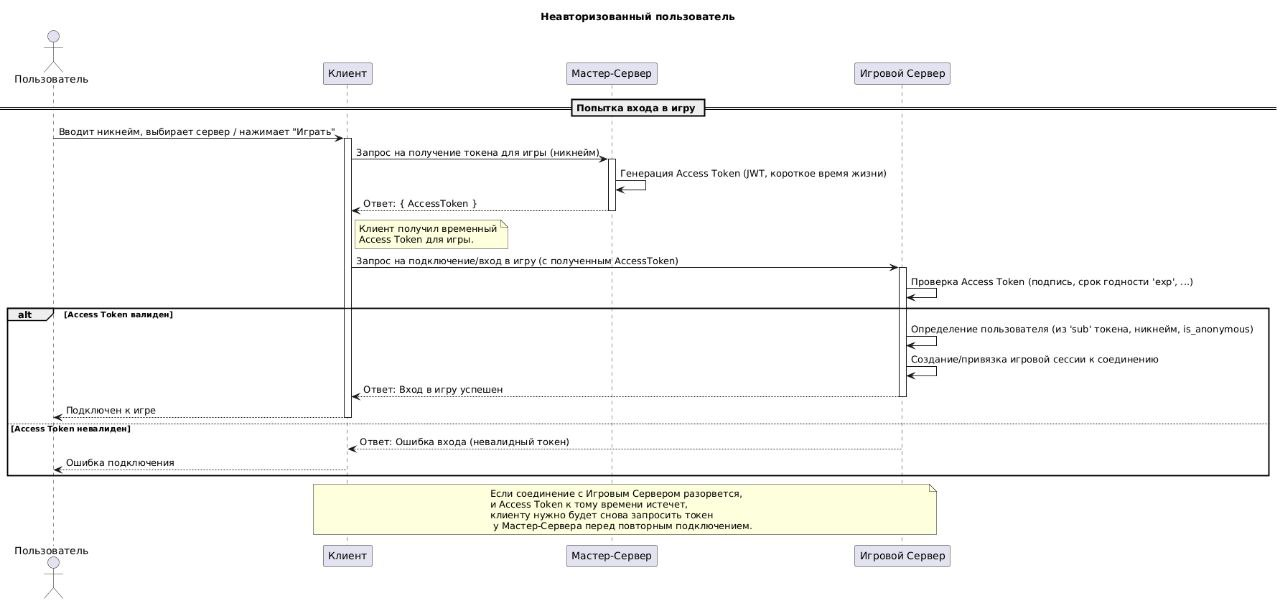 Неавторизованный пользователь
Пользователь
Клиент
Мастер-Сервер
Игровой Сервер
Попытка входа в игру
Вводит никнейм, выбирает сервер / нажимает "Играть"
Запрос на получение токена для игры (никнейм)
Генерация Access Token (JWT, короткое время жизни)
Ответ: { AccessToken }
Клиент получил временный
Access Token для игры.
Запрос на подключение/вход в игру (с полученным AccessToken)
Проверка Access Token (подпись, срок годности 'exp', ...)
alt
[Access Token валиден]
Определение пользователя (из 'sub' токена, никнейм, is_anonymous)
Создание/привязка игровой сессии к соединению
Ответ: Вход в игру успешен
Подключен к игре
[Access Token невалиден]
Ответ: Ошибка входа (невалидный токен)
Ошибка подключения
Если соединение с Игровым Сервером разорвется,
и Access Token к тому времени истечет,
клиенту нужно будет снова запросить токен
у Мастер-Сервера перед повторным подключением.
Пользователь
Клиент
Мастер-Сервер
Игровой Сервер